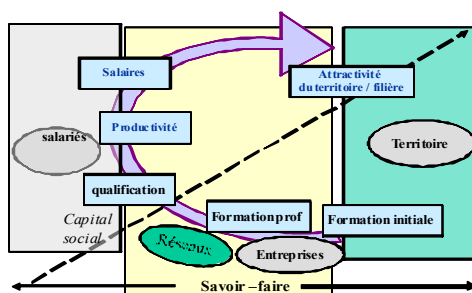 Salaires
Attractivité
du territoire / filière
salariés
Productivité
Territoire
qualification
Capital
social
Formation prof
Formation initiale
Réseaux
Entreprises
Savoir –faire